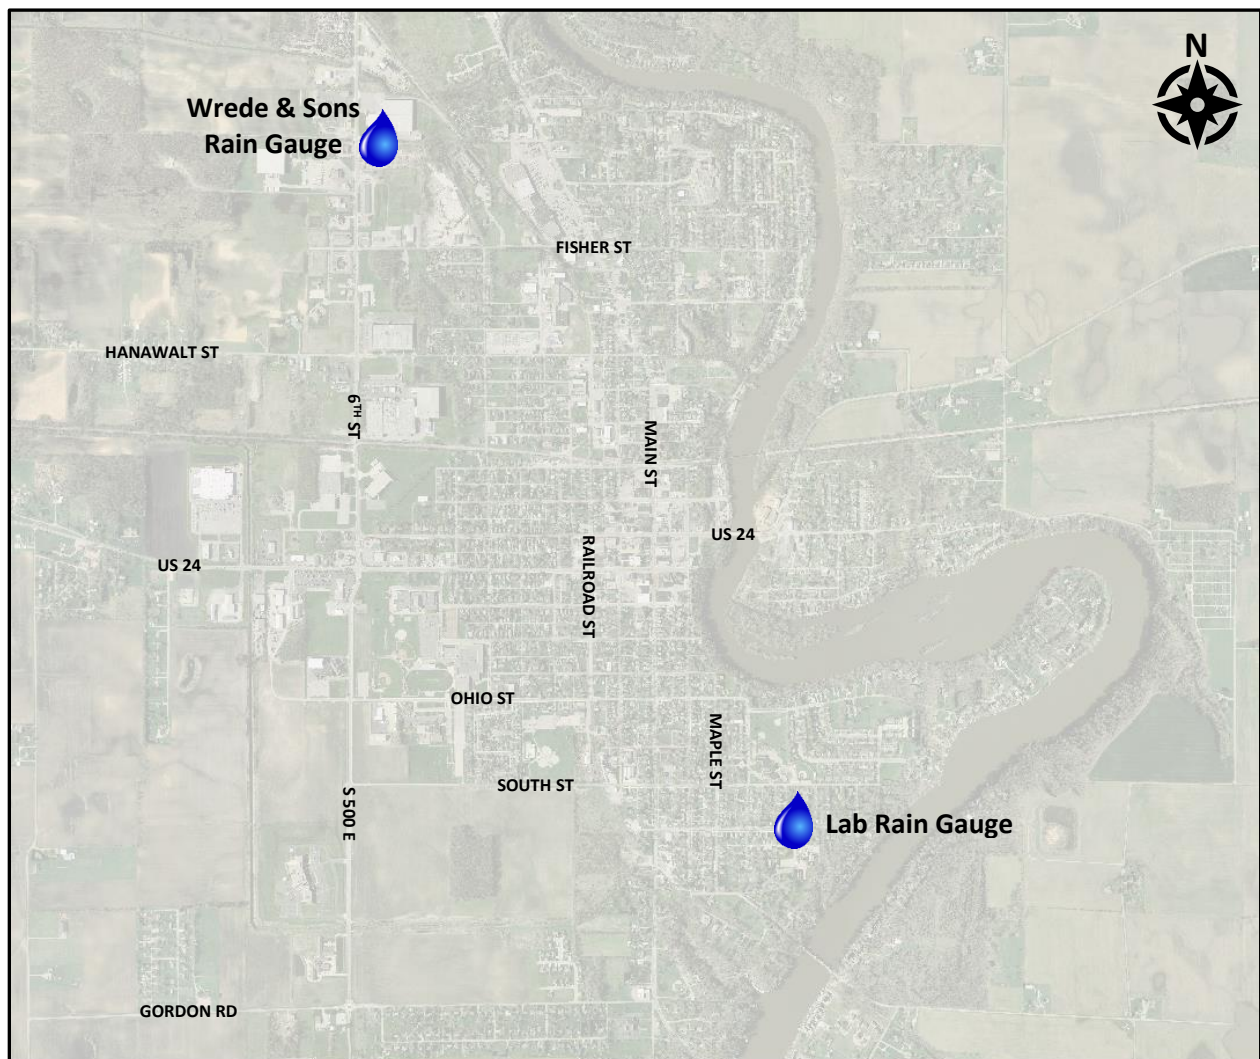 N
Wrede & Sons
Rain Gauge
FISHER ST
HANAWALT ST
6TH ST
MAIN ST
US 24
US 24
RAILROAD ST
OHIO ST
MAPLE ST
SOUTH ST
S 500 E
Lab Rain Gauge
GORDON RD